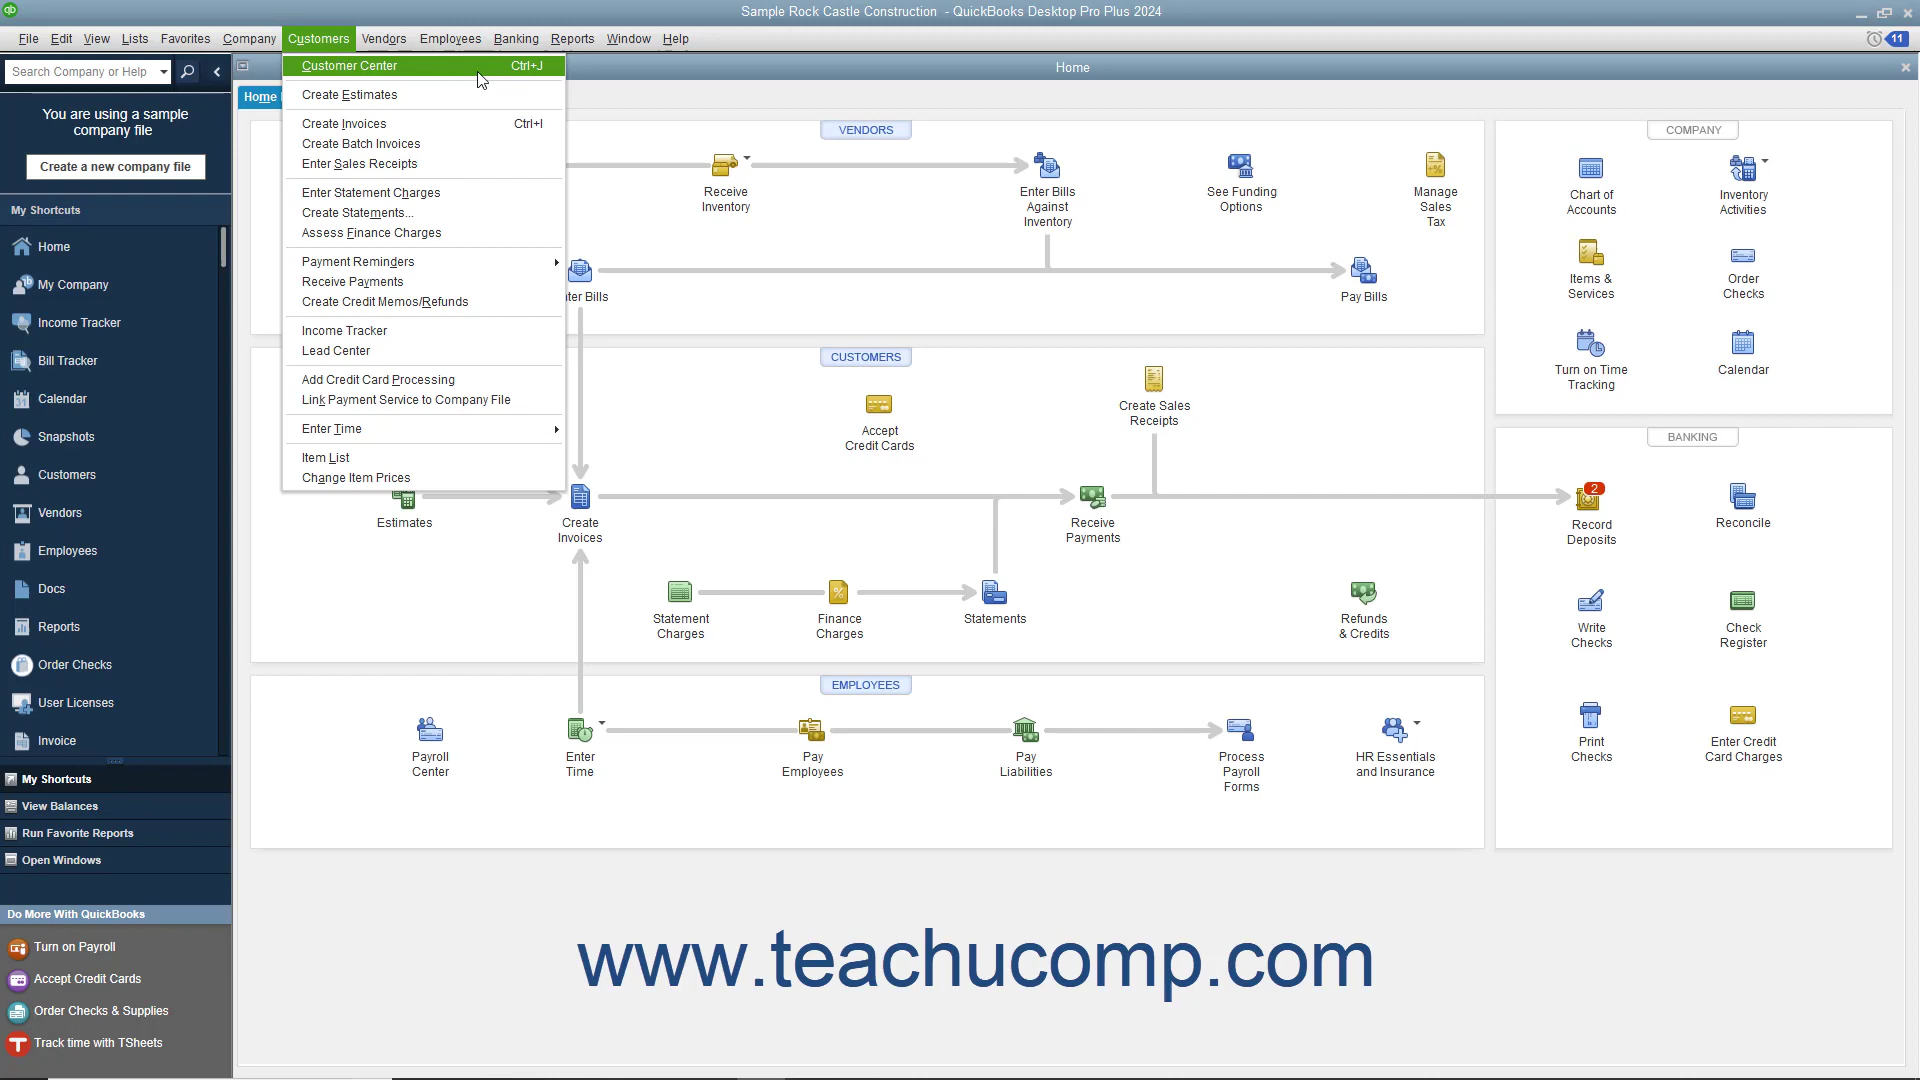 Sample Rock Castle Construction - QuickBooks Desktop Pro Plus 2024
File Edit View Lists Favorites Company Customers Vendors Employees Banking Reports Window Help
11
Search Company or Help
Home
You are using a sample
company file
Create a new company file
My Shortcuts
Home
My Company
Income Tracker
Bill Tracker
Calendar
Snapshots
Customers
Vendors
Employees
Docs
Reports
Order Checks
User Licenses
Invoice
My Shortcuts
View Balances
Run Favorite Reports
Open Windows
Do More With QuickBooks
Turn on Payroll
Accept Credit Cards
Order Checks & Supplies
Track time with TSheets
Home
Customer Center Ctrl+J
Create Estimates
Create Invoices Ctrl+I
Create Batch Invoices
Enter Sales Receipts
Enter Statement Charges
Create Statements...
Assess Finance Charges
Payment Reminders
Receive Payments
Create Credit Memos/Refunds
Income Tracker
Lead Center
Add Credit Card Processing
Link Payment Service to Company File
Enter Time
Item List
Change Item Prices
VENDORS
Receive
Inventory
Enter Bills
Against
Inventory
See Funding
Options
Manage
Sales
Tax
ter Bills
Pay Bills
CUSTOMERS
Accept
Credit Cards
Create Sales
Receipts
Estimates
Create
Invoices
Receive
Payments
Statement
Charges
Finance
Charges
Statements
Refunds
& Credits
EMPLOYEES
Payroll
Center
Enter
Time
Pay
Employees
Pay
Liabilities
Process
Payroll
Forms
HR Essentials
and Insurance
COMPANY
Chart of
Accounts
Inventory
Activities
Items &
Services
Order
Checks
Turn on Time
Tracking
Calendar
BANKING
2
Record
Deposits
Reconcile
Write
Checks
Check
Register
Print
Checks
Enter Credit
Card Charges
www.teachucomp.com